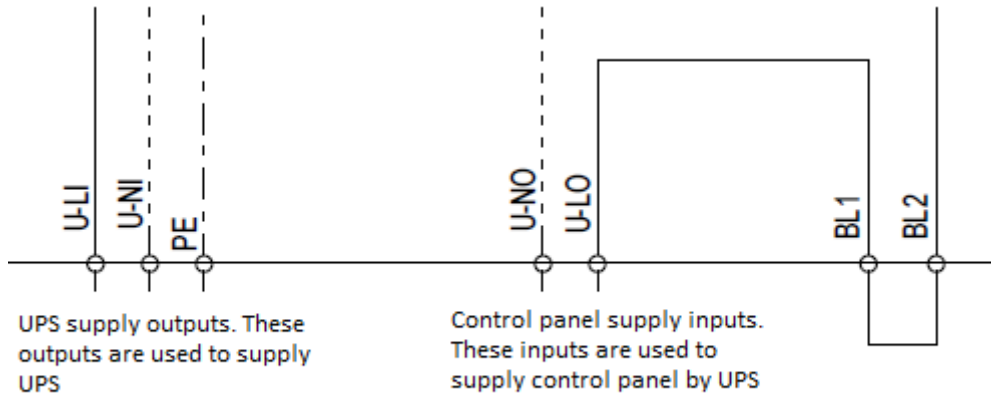 U-LI
U-NI
PE
U-NO
U-LO
BL1
BL2
UPS supply outputs. These
outputs are used to supply
UPS
Control panel supply inputs.
These inputs are used to
supply control panel by UPS